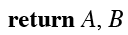 return A, B